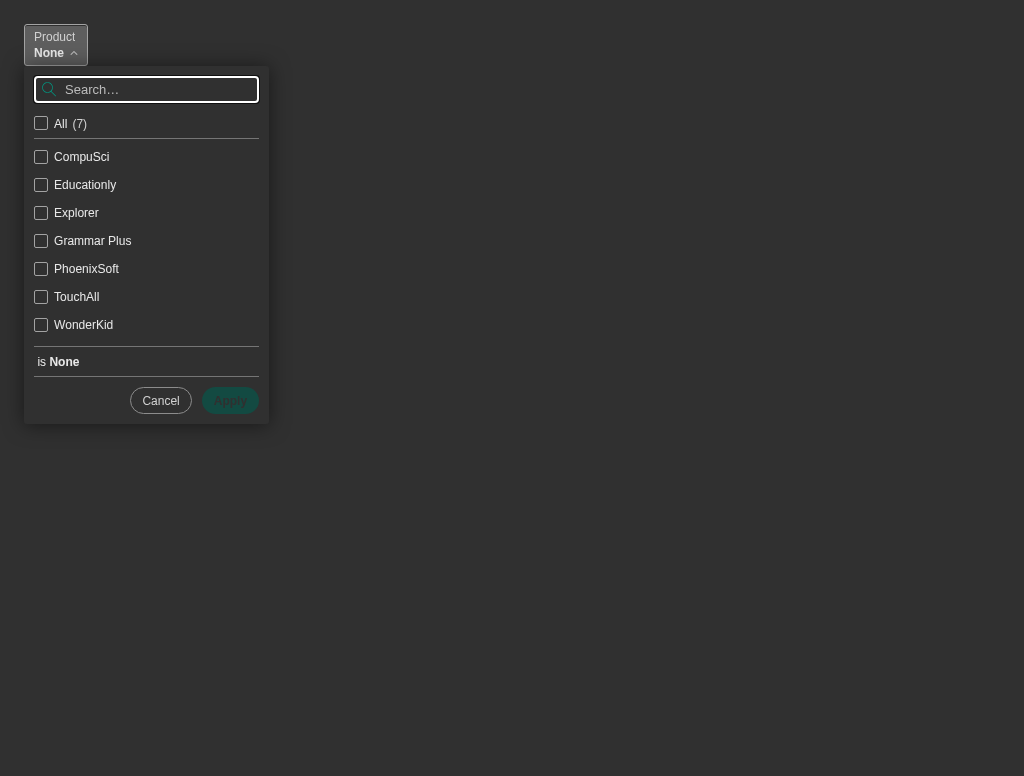 Product
None
Search…
All (7)
CompuSci
Educationly
Explorer
Grammar Plus
PhoenixSoft
TouchAll
WonderKid
is None
Cancel Apply